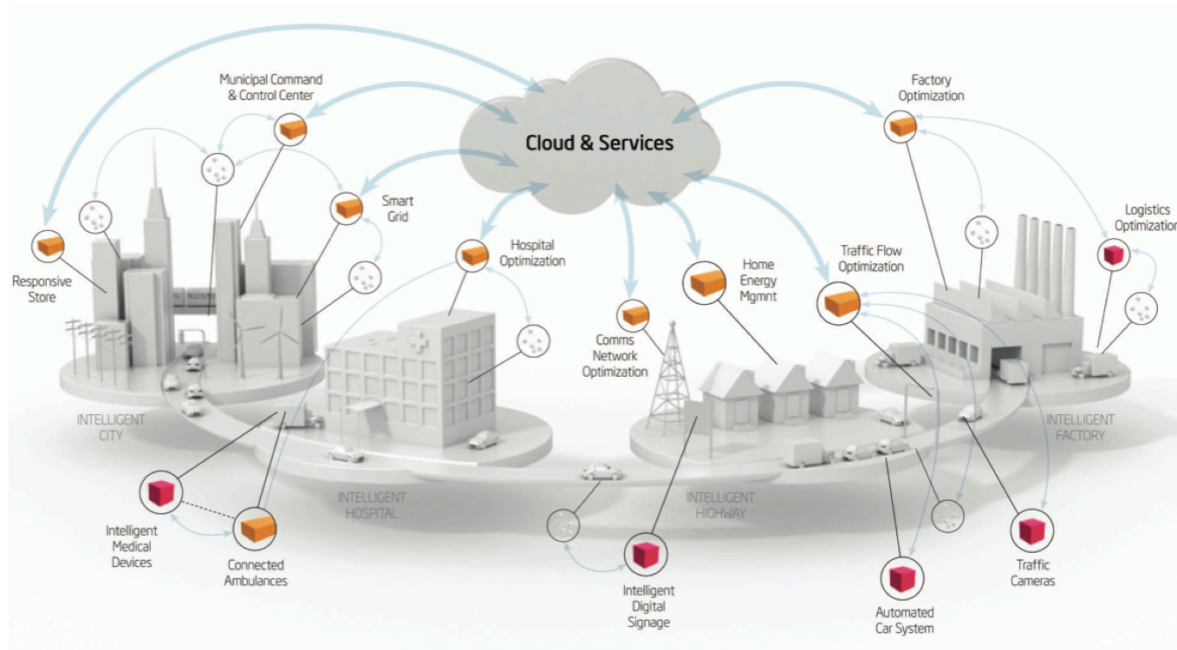 Municipal Command
& Control Center
Factory
Optimization
Cloud & Services
Smart
Grid
Logistics
Optimization
Responsive
Store
Hospital
Optimization
Home
Energy
Mgmnt
Traffic Flow
Optimization
Comms
Network
Optimization
INTELLIGENT
CITY
INTELLIGENT
FACTORY
INTELLIGENT
HOSPITAL
INTELLIGENT
HIGHWAY
Intelligent
Medical
Devices
Connected
Ambulances
Intelligent
Digital
Signage
Automated
Car System
Traffic
Cameras